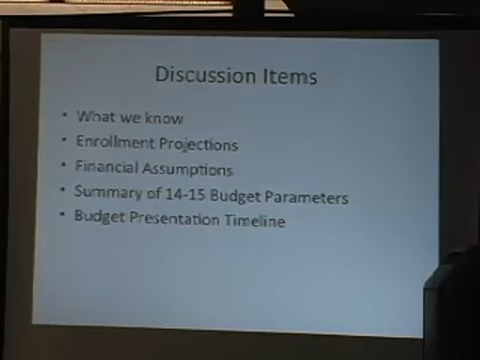 Discussion Items
• What we know
• Enrollment Projections
• Financial Assumptions
• Summary of 14-15 Budget Parameters
• Budget Presentation Timeline